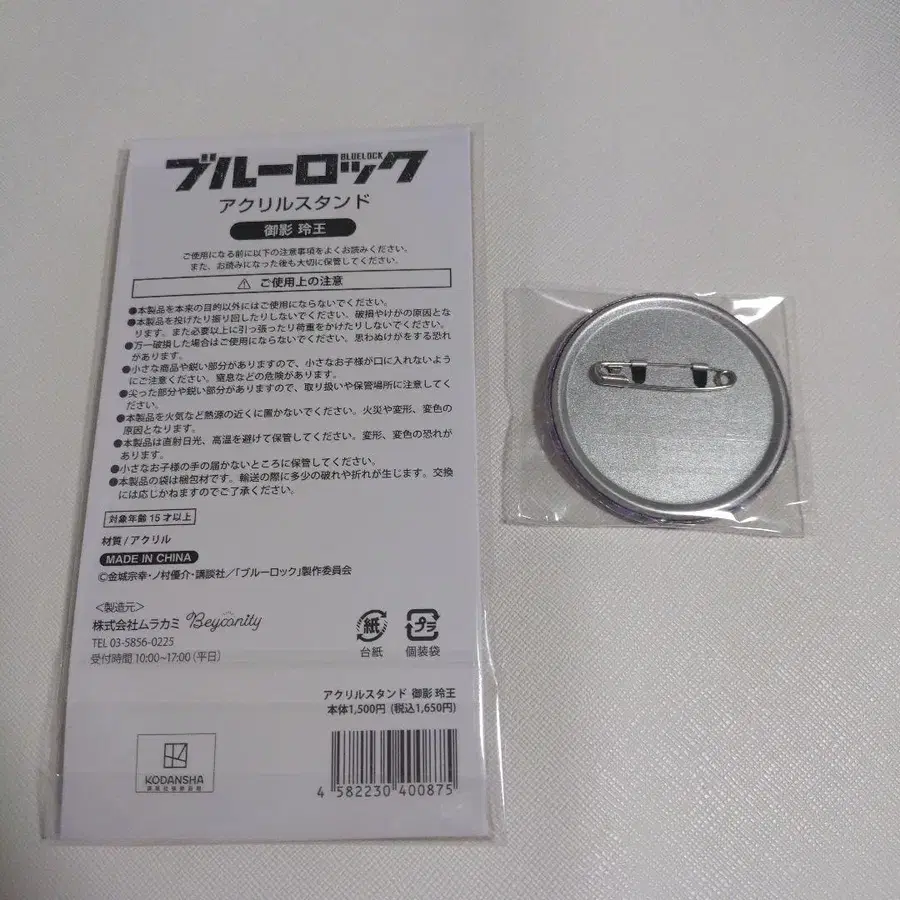 ブルーロック
BLUELOCK
アクリルスタンド
御影 玲王
ご使用になる前に以下の注意事項をよくお読みください。
また、お読みになった後も大切に保管してください。
⚠ ご使用上の注意
●本製品を本来の目的以外にはご使用にならないでください。
●本製品を投げたり振り回したりしないでください。破損やけがの原因とな
ります。また必要以上に引っ張ったり荷重をかけたりしないでください。
●万一破損した場合はご使用にならないでください。思わぬけがをする恐れ
があります。
●小さな商品や鋭い部分がありますので、小さなお子様が口に入れないよう
にご注意ください。窒息などの危険があります。
●尖った部分や鋭い部分がありますので、取り扱いや保管場所に注意してく
ださい。
●本製品を火気など熱源の近くに置かないでください。火災や変形、変色の
原因となります。
●本製品は直射日光、高温を避けて保管してください。変形、変色の恐れが
あります。
●小さなお子様の手の届かないところに保管してください。
●本製品の袋は梱包材です。輸送の際に多少の破れや折れが生じます。交換
には応じかねますのでご了承ください。
対象年齢15才以上
材質/アクリル
MADE IN CHINA
©金城宗幸・ノ村優介・講談社/「ブルーロック」製作委員会
<製造元>
株式会社ムラカミ Beyconity
TEL 03-5856-0225
受付時間10:00~17:00(平日)
紙
台紙
プラ
個装袋
アクリルスタンド 御影 玲王
本体1,500円 (税込1,650円)
KODANSHA
4 582230 400875